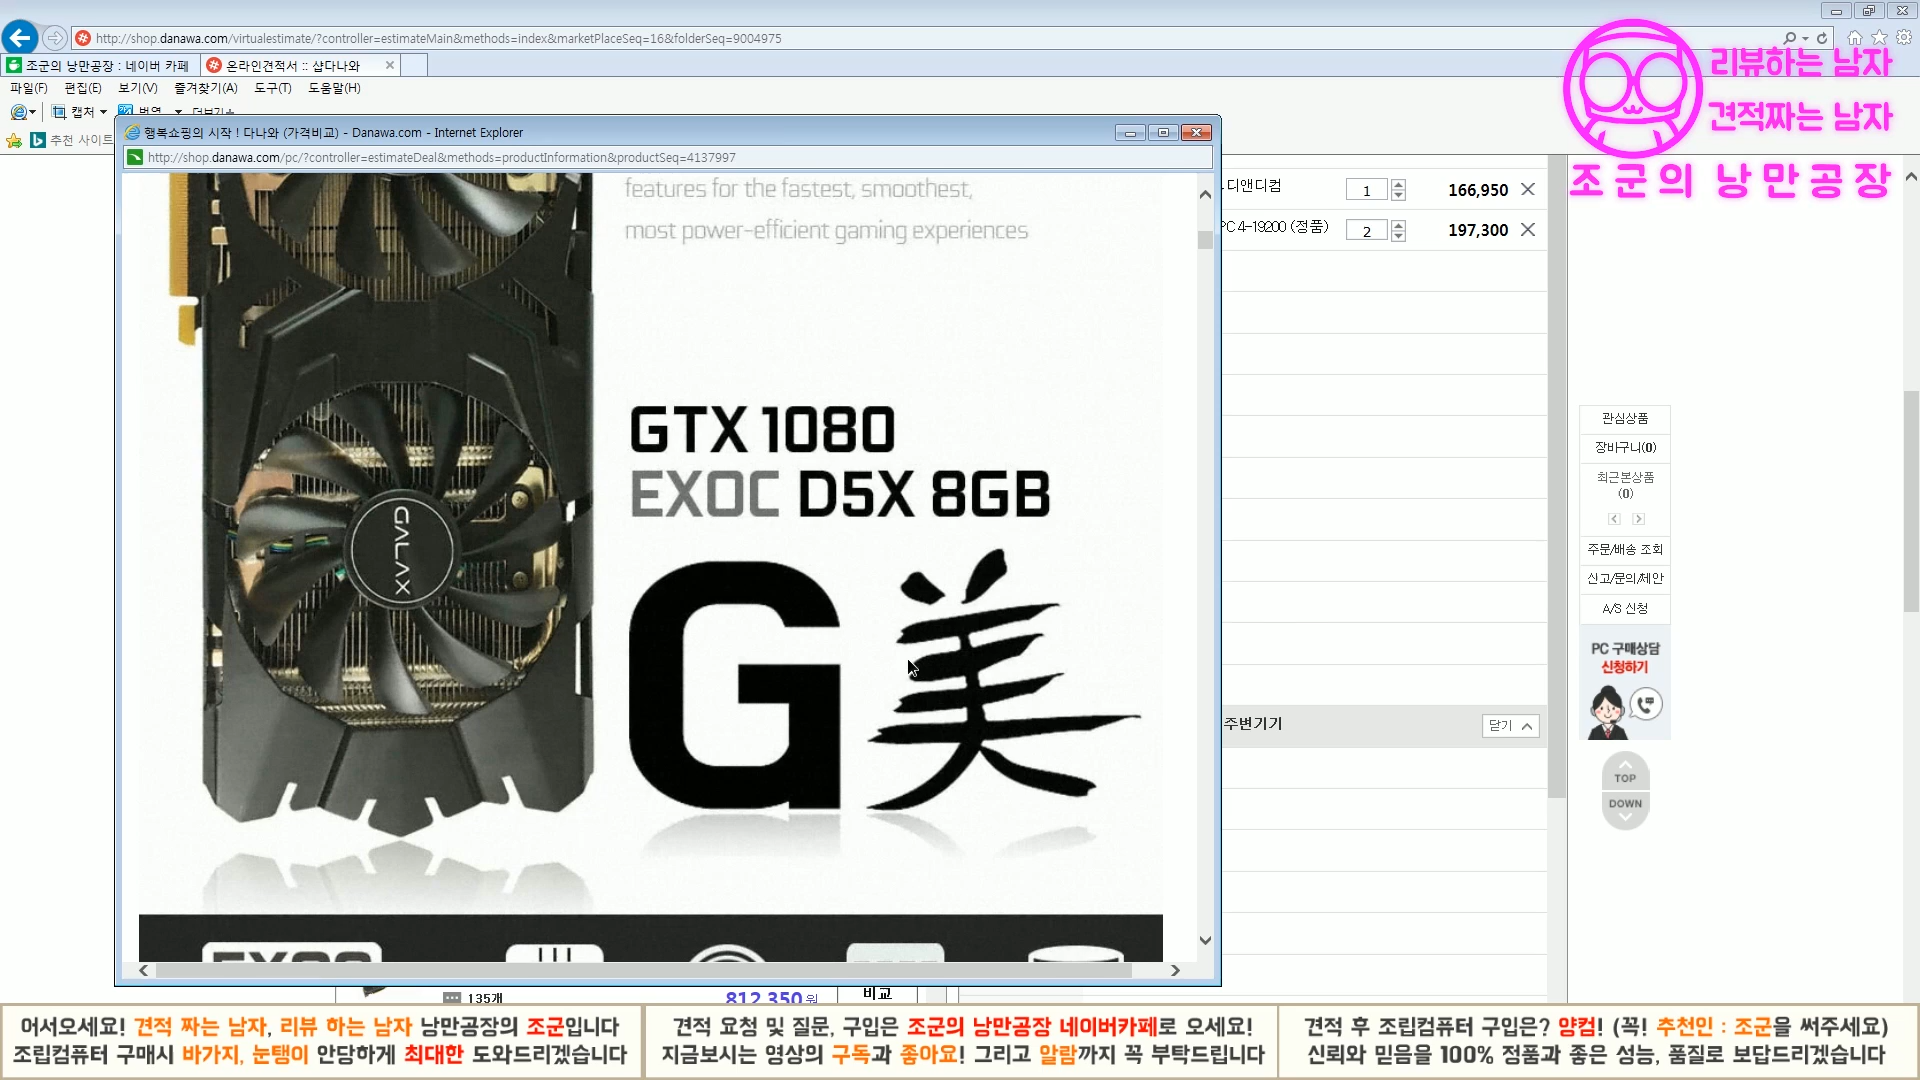 http://shop.danawa.com/virtualestimate/?controller=estimateMain&methods=index&marketPlaceSeq=16&folderSeq=9004975
조군의 낭만공장 : 네이버 카페
온라인견적서 :: 샵다나와
파일(F) 편집(E) 보기(V) 즐겨찾기(A) 도구(T) 도움말(H)
캡처 번역 더보기
추천 사이트
행복쇼핑의 시작 ! 다나와 (가격비교) - Danawa.com - Internet Explorer
http://shop.danawa.com/pc/?controller=estimateDeal&methods=productInformation&productSeq=4137997
리뷰하는 남자
견적짜는 남자
조군의 낭만공장
features for the fastest, smoothest,
most power-efficient gaming experiences
GTX 1080
EXOC D5X 8GB
G美
GALAX
디앤디컴 1 166,950
PC4-19200 (정품) 2 197,300
주변기기 닫기
관심상품
장바구니(0)
최근본상품
(0)
주문/배송 조회
신고/문의/제안
A/S 신청
PC 구매상담
신청하기
TOP
DOWN
135개 812,350원 비교
어서오세요! 견적 짜는 남자, 리뷰 하는 남자 낭만공장의 조군입니다
조립컴퓨터 구매시 바가지, 눈탱이 안당하게 최대한 도와드리겠습니다
견적 요청 및 질문, 구입은 조군의 낭만공장 네이버카페로 오세요!
지금보시는 영상의 구독과 좋아요! 그리고 알람까지 꼭 부탁드립니다
견적 후 조립컴퓨터 구입은? 양컴! (꼭! 추천인 : 조군을 써주세요)
신뢰와 믿음을 100% 정품과 좋은 성능, 품질로 보답드리겠습니다